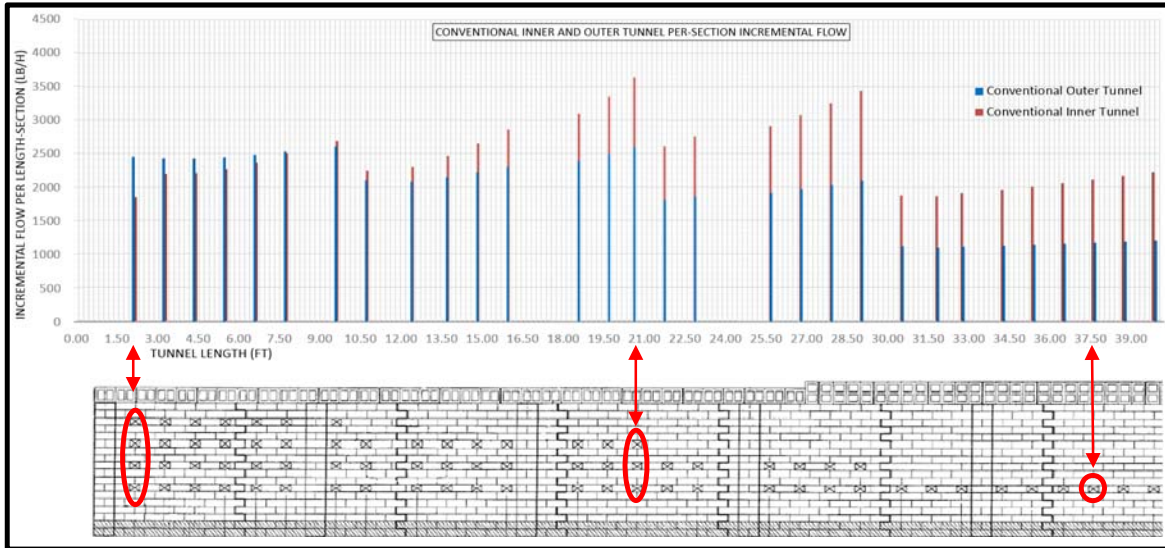 4500
CONVENTIONAL INNER AND OUTER TUNNEL PER-SECTION INCREMENTAL FLOW
4000
3500
Conventional Outer Tunnel
3000
Conventional Inner Tunnel
2500
2000
1500
1000
500
0
INCREMENTAL FLOW PER LENGTH-SECTION (LB/H)
0.00 1.50 3.00 4.50 6.00 7.50 9.00 10.50 12.00 13.50 15.00 16.50 18.00 19.50 21.00 22.50 24.00 25.50 27.00 28.50 30.00 31.50 33.00 34.50 36.00 37.50 39.00
TUNNEL LENGTH (FT)